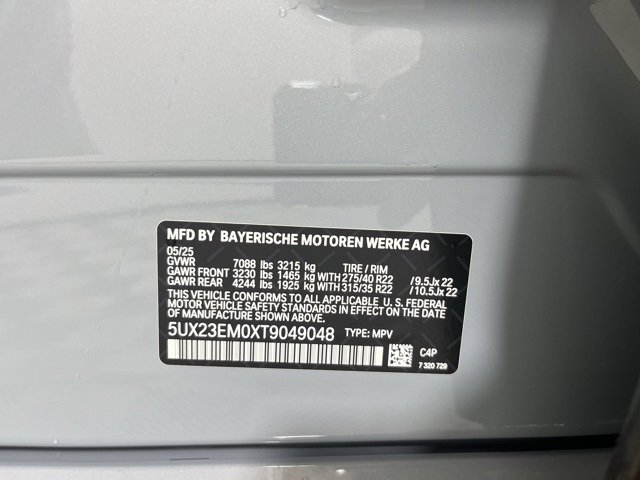 MFD BY BAYERISCHE MOTOREN WERKE AG
05/25
GVWR 7088 lbs 3215 kg TIRE / RIM
GAWR FRONT 3230 lbs 1465 kg WITH 275/40 R22 /9.5Jx 22
GAWR REAR 4244 lbs 1925 kg WITH 315/35 R22 /10.5Jx 22
THIS VEHICLE CONFORMS TO ALL APPLICABLE U. S. FEDERAL
MOTOR VEHICLE SAFETY STANDARDS IN EFFECT ON THE DATE
OF MANUFACTURE SHOWN ABOVE.
5UX23EM0XT9049048 TYPE: MPV
C4P
7 320 729